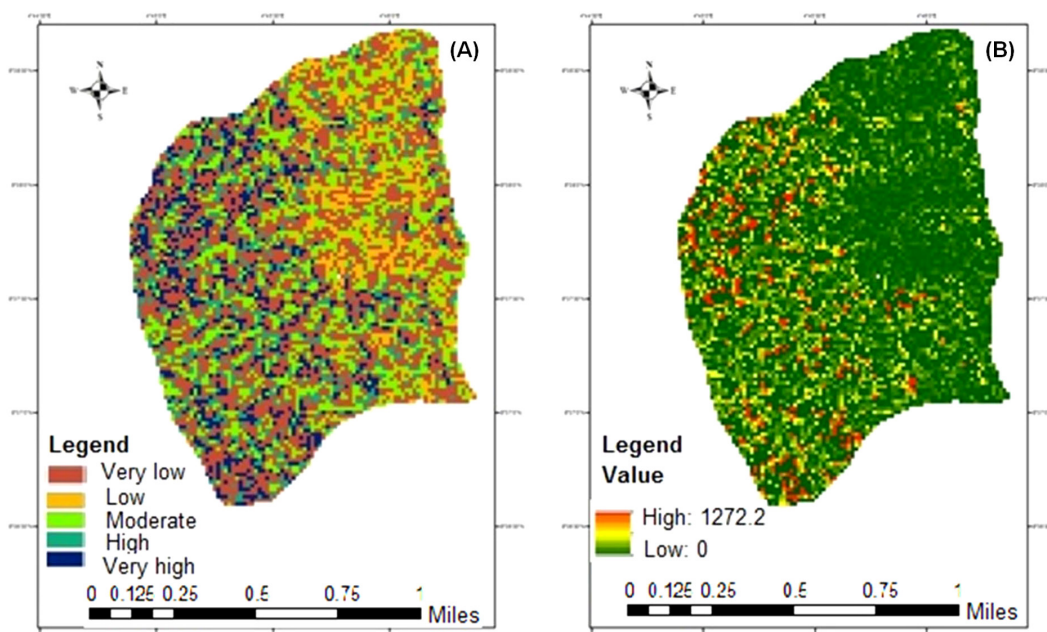 (A)
N
W E
S
Legend
Very low
Low
Moderate
High
Very high
0 0.125 0.25 0.5 0.75 1
Miles
(B)
N
W E
S
Legend
Value
High: 1272.2
Low: 0
0 0.125 0.25 0.5 0.75 1
Miles